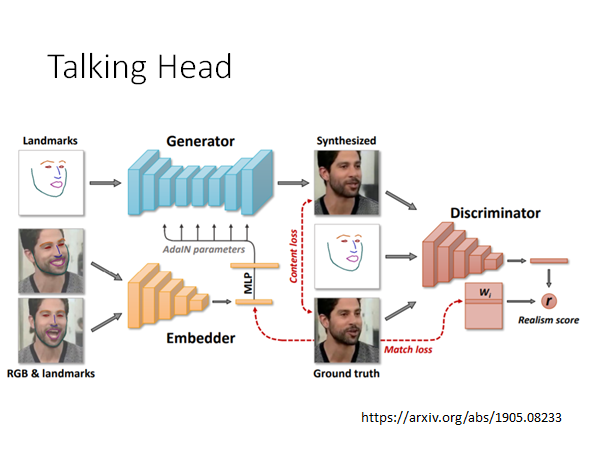 Talking Head
Landmarks
Generator
Synthesized
Discriminator
AdaIN parameters
MLP
Content loss
Embedder
W_i
r
Realism score
Match loss
RGB & landmarks
Ground truth
https://arxiv.org/abs/1905.08233